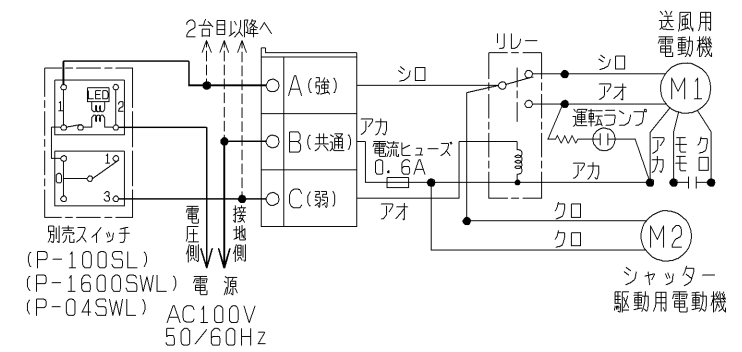 2台目以降へ
送風用
電動機
リレー
シロ
シロ
M1
アオ
運転ランプ
LED
1
2
A(強)
アカ
B(共通)
電流ヒューズ
0.6A
アカ
アカ
モモ
クロ
0
1
3
C(弱)
アオ
電圧側
接地側
クロ
クロ
M2
別売スイッチ
(P-100SL)
(P-1600SWL)
(P-04SWL)
電源
AC100V
50/60Hz
シャッター
駆動用電動機